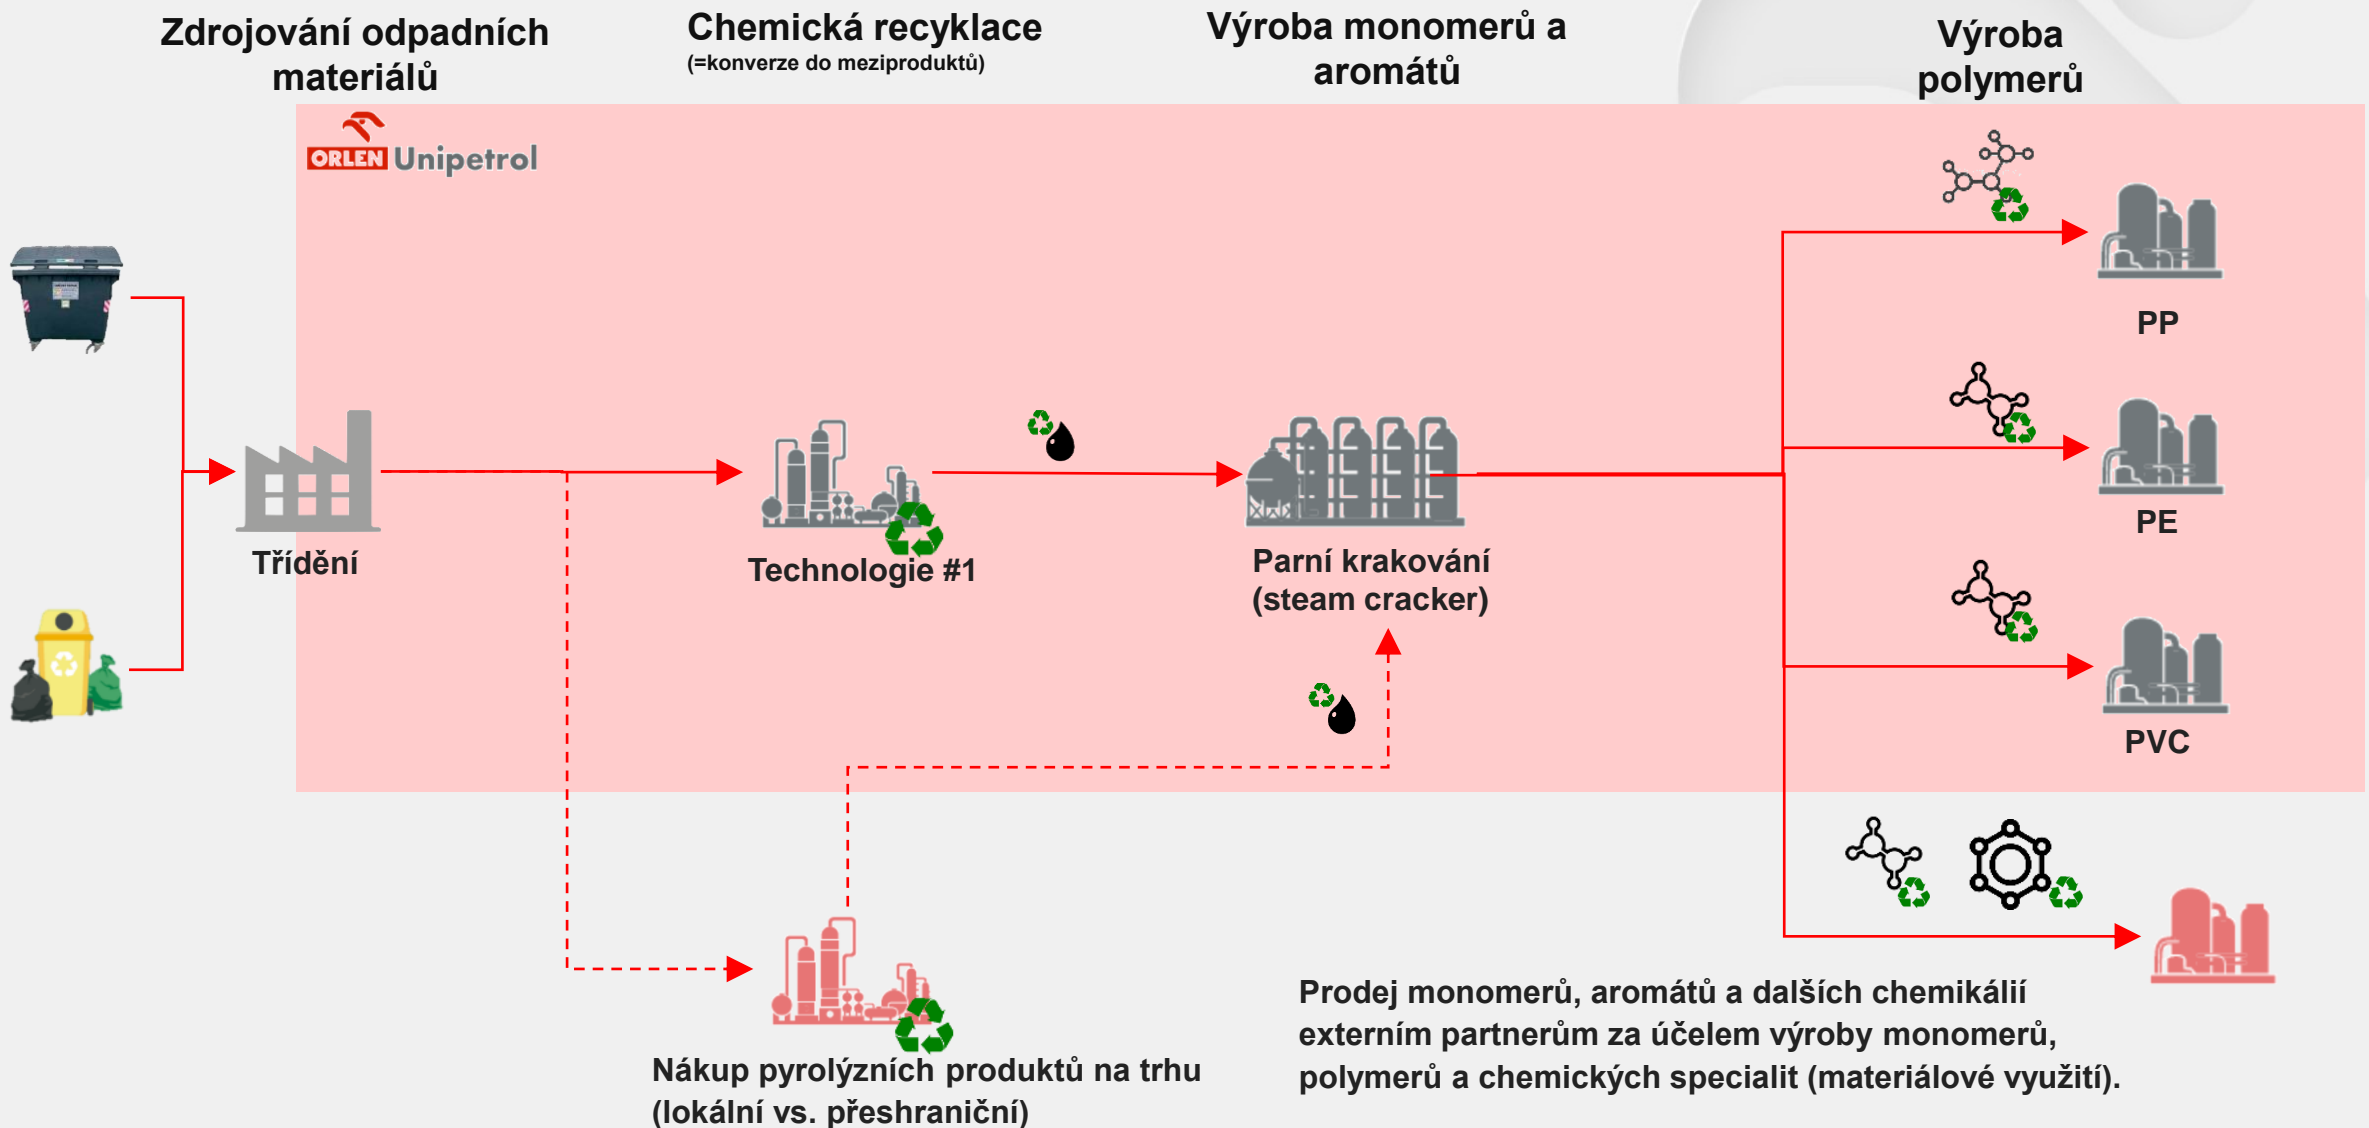 Zdrojování odpadních
materiálů
Chemická recyklace
(=konverze do meziproduktů)
Výroba monomerů a
aromátů
Výroba
polymerů
ORLEN Unipetrol
PP
PE
PVC
Třídění
Technologie #1
Parní krakování
(steam cracker)
Nákup pyrolýzních produktů na trhu
(lokální vs. přeshraniční)
Prodej monomerů, aromátů a dalších chemikálií
externím partnerům za účelem výroby monomerů,
polymerů a chemických specialit (materiálové využití).